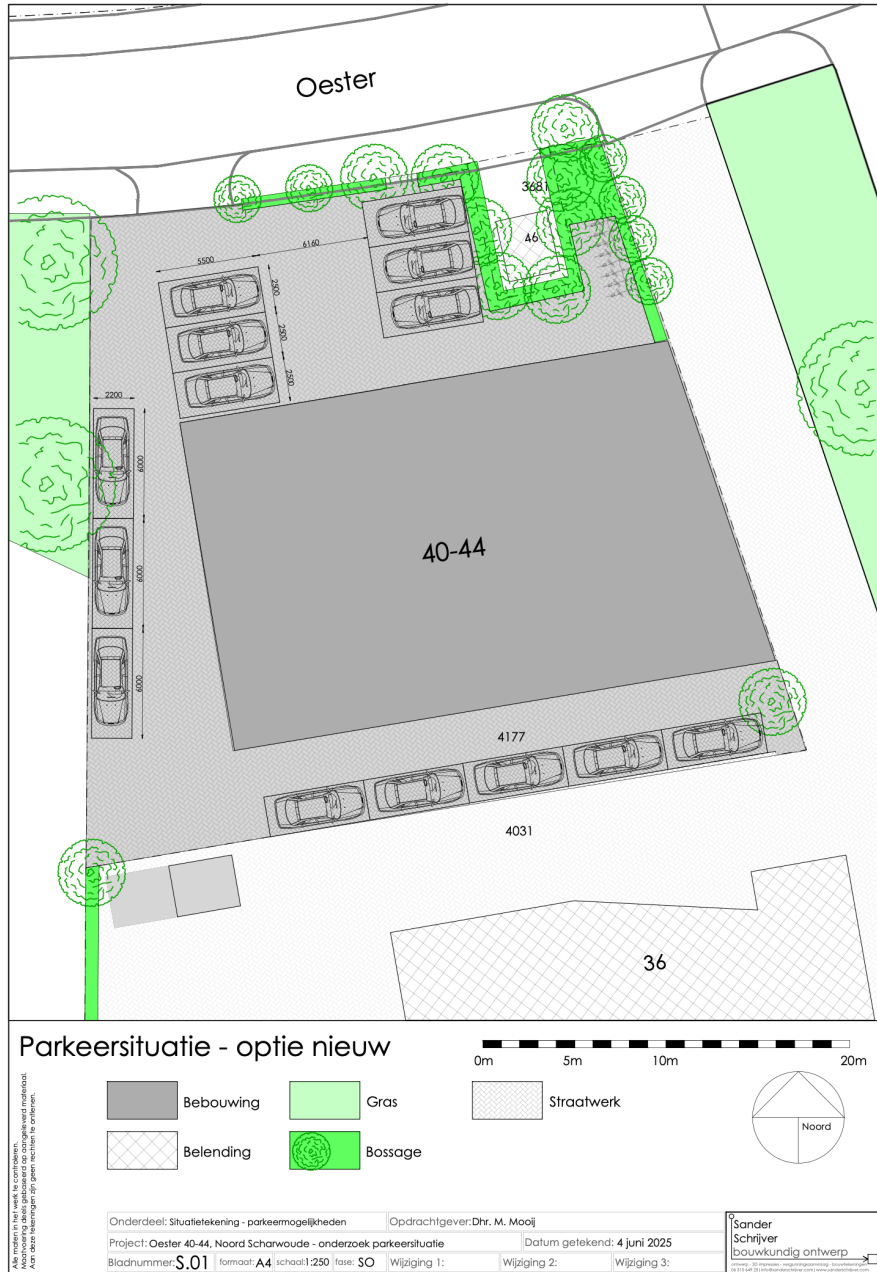 Oester
3681
46
5500
6160
2500
2500
2500
2200
6000
6000
6000
40-44
4177
4031
36
Parkeersituatie - optie nieuw
0m 5m 10m 20m
Bebouwing
Gras
Straatwerk
Belending
Bossage
Noord
Alle maten in het werk te controleren.
Maatvoering deels gebaseerd op aangeleverd materiaal.
Aan deze tekeningen zijn geen rechten te ontlenen.
Onderdeel: Situatietekening - parkeermogelijkheden
Opdrachtgever: Dhr. M. Mooij
Project: Oester 40-44, Noord Scharwoude - onderzoek parkeersituatie
Datum getekend: 4 juni 2025
Bladnummer: S.01 formaat: A4 schaal: 1:250 fase: SO Wijziging 1: Wijziging 2: Wijziging 3:
Sander
Schrijver
bouwkundig ontwerp